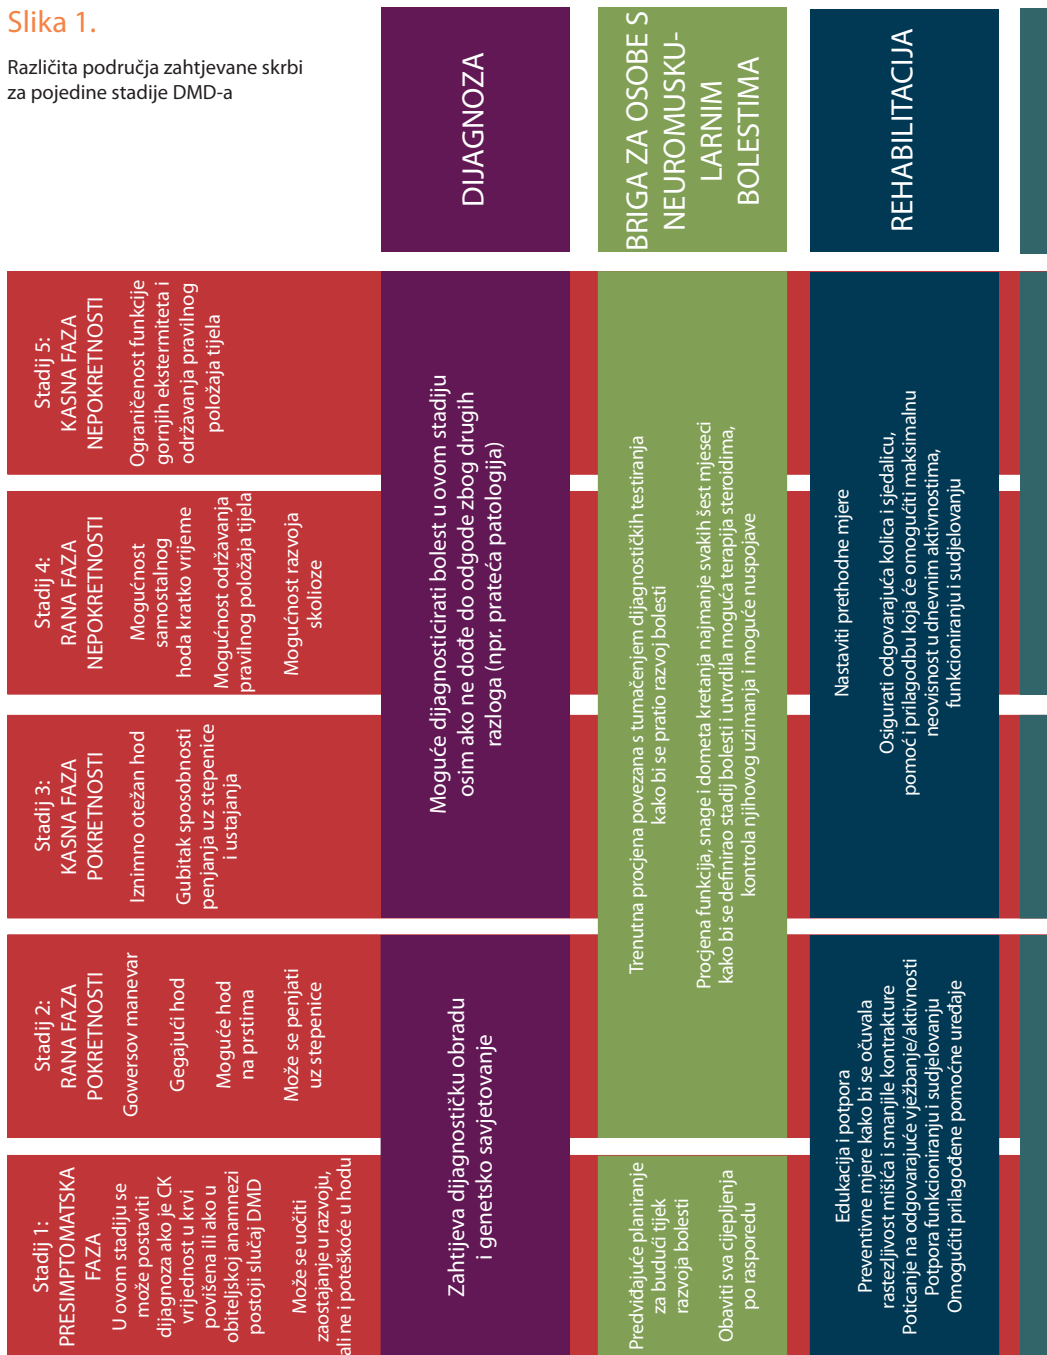 Slika 1.
Različita područja zahtjevane skrbi
za pojedine stadije DMD-a
Stadij 1:
PRESIMPTOMATSKA
FAZA
U ovom stadiju se
može postaviti
dijagnoza ako je CK
vrijednost u krvi
povišena ili ako u
obiteljskoj anamnezi
postoji slučaj DMD
Može se uočiti
zaostajanje u razvoju,
ali ne i poteškoće u hodu
Stadij 2:
RANA FAZA
POKRETNOSTI
Gowersov manevar
Gegajući hod
Moguće hod
na prstima
Može se penjati
uz stepenice
Stadij 3:
KASNA FAZA
POKRETNOSTI
Iznimno otežan hod
Gubitak sposobnosti
penjanja uz stepenice
i ustajanja
Stadij 4:
RANA FAZA
NEPOKRETNOSTI
Mogućnost
samostalnog
hoda kratko vrijeme
Mogućnost održavanja
pravilnog položaja tijela
Mogućnost razvoja
skolioze
Stadij 5:
KASNA FAZA
NEPOKRETNOSTI
Ograničenost funkcije
gornjih ekstermiteta i
održavanja pravilnog
položaja tijela
DIJAGNOZA
Zahtijeva dijagnostičku obradu
i genetsko savjetovanje
Moguće dijagnosticirati bolest u ovom stadiju
osim ako ne dođe do odgode zbog drugih
razloga (npr. prateća patologija)
BRIGA ZA OSOBE S
NEUROMUSKU-
LARNIM
BOLESTIMA
Predviđajuće planiranje
za budući tijek
razvoja bolesti
Obaviti sva cijepljenja
po rasporedu
Trenutna procjena povezana s tumačenjem dijagnostičkih testiranja
kako bi se pratio razvoj bolesti
Procjena funkcija, snage i dometa kretanja najmanje svakih šest mjeseci
kako bi se definirao stadij bolesti i utvrdila moguća terapija steroidima,
kontrola njihovog uzimanja i moguće nuspojave
REHABILITACIJA
Edukacija i potpora
Preventivne mjere kako bi se očuvala
rastezljivost mišića i smanjile kontrakture
Poticanje na odgovarajuće vježbanje/aktivnosti
Potpora funkcioniranju i sudjelovanju
Omogućiti prilagođene pomoćne uređaje
Nastaviti prethodne mjere
Osigurati odgovarajuća kolica i sjedalicu,
pomoć i prilagodbu koja će omogućiti maksimalnu
neovisnost u dnevnim aktivnostima,
funkcioniranju i sudjelovanju